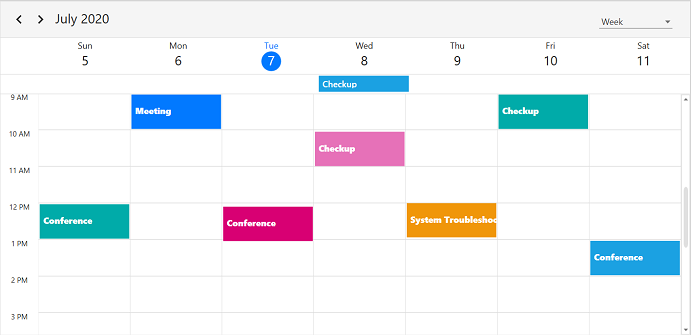 July 2020
Week
Sun Mon Tue Wed Thu Fri Sat
5 6 7 8 9 10 11
Checkup
9 AM
Meeting
Checkup
10 AM
Checkup
11 AM
12 PM
Conference
Conference
System Troubleshoo
Conference
1 PM
2 PM
3 PM